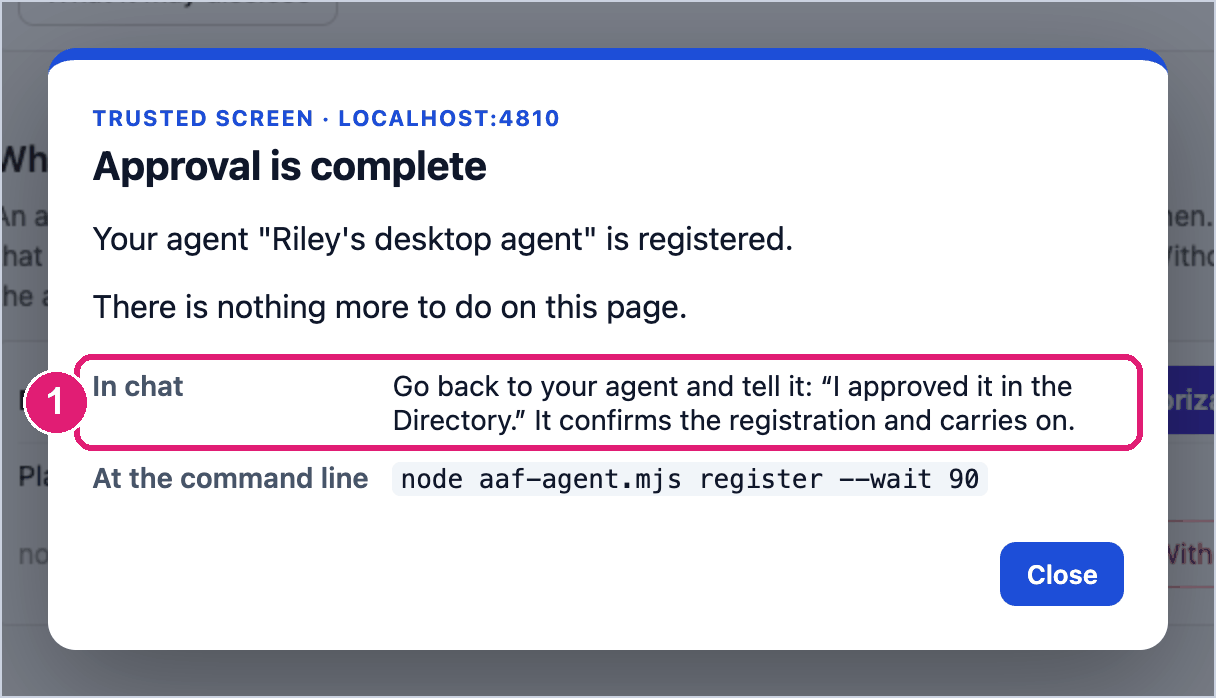 TRUSTED SCREEN · LOCALHOST:4810
Approval is complete
Your agent "Riley's desktop agent" is registered.
There is nothing more to do on this page.
1
In chat
Go back to your agent and tell it: “I approved it in the
Directory.” It confirms the registration and carries on.
At the command line
node aaf-agent.mjs register --wait 90
Close